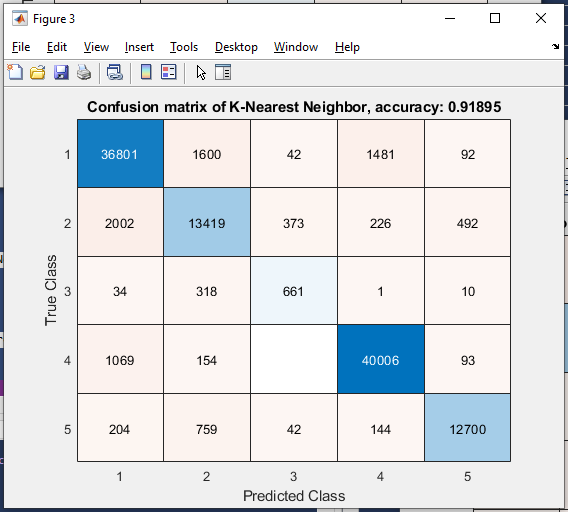 Figure 3
File Edit View Insert Tools Desktop Window Help
Confusion matrix of K-Nearest Neighbor, accuracy: 0.91895
1 36801 1600 42 1481 92
2 2002 13419 373 226 492
3 34 318 661 1 10
4 1069 154 40006 93
5 204 759 42 144 12700
True Class
1 2 3 4 5
Predicted Class